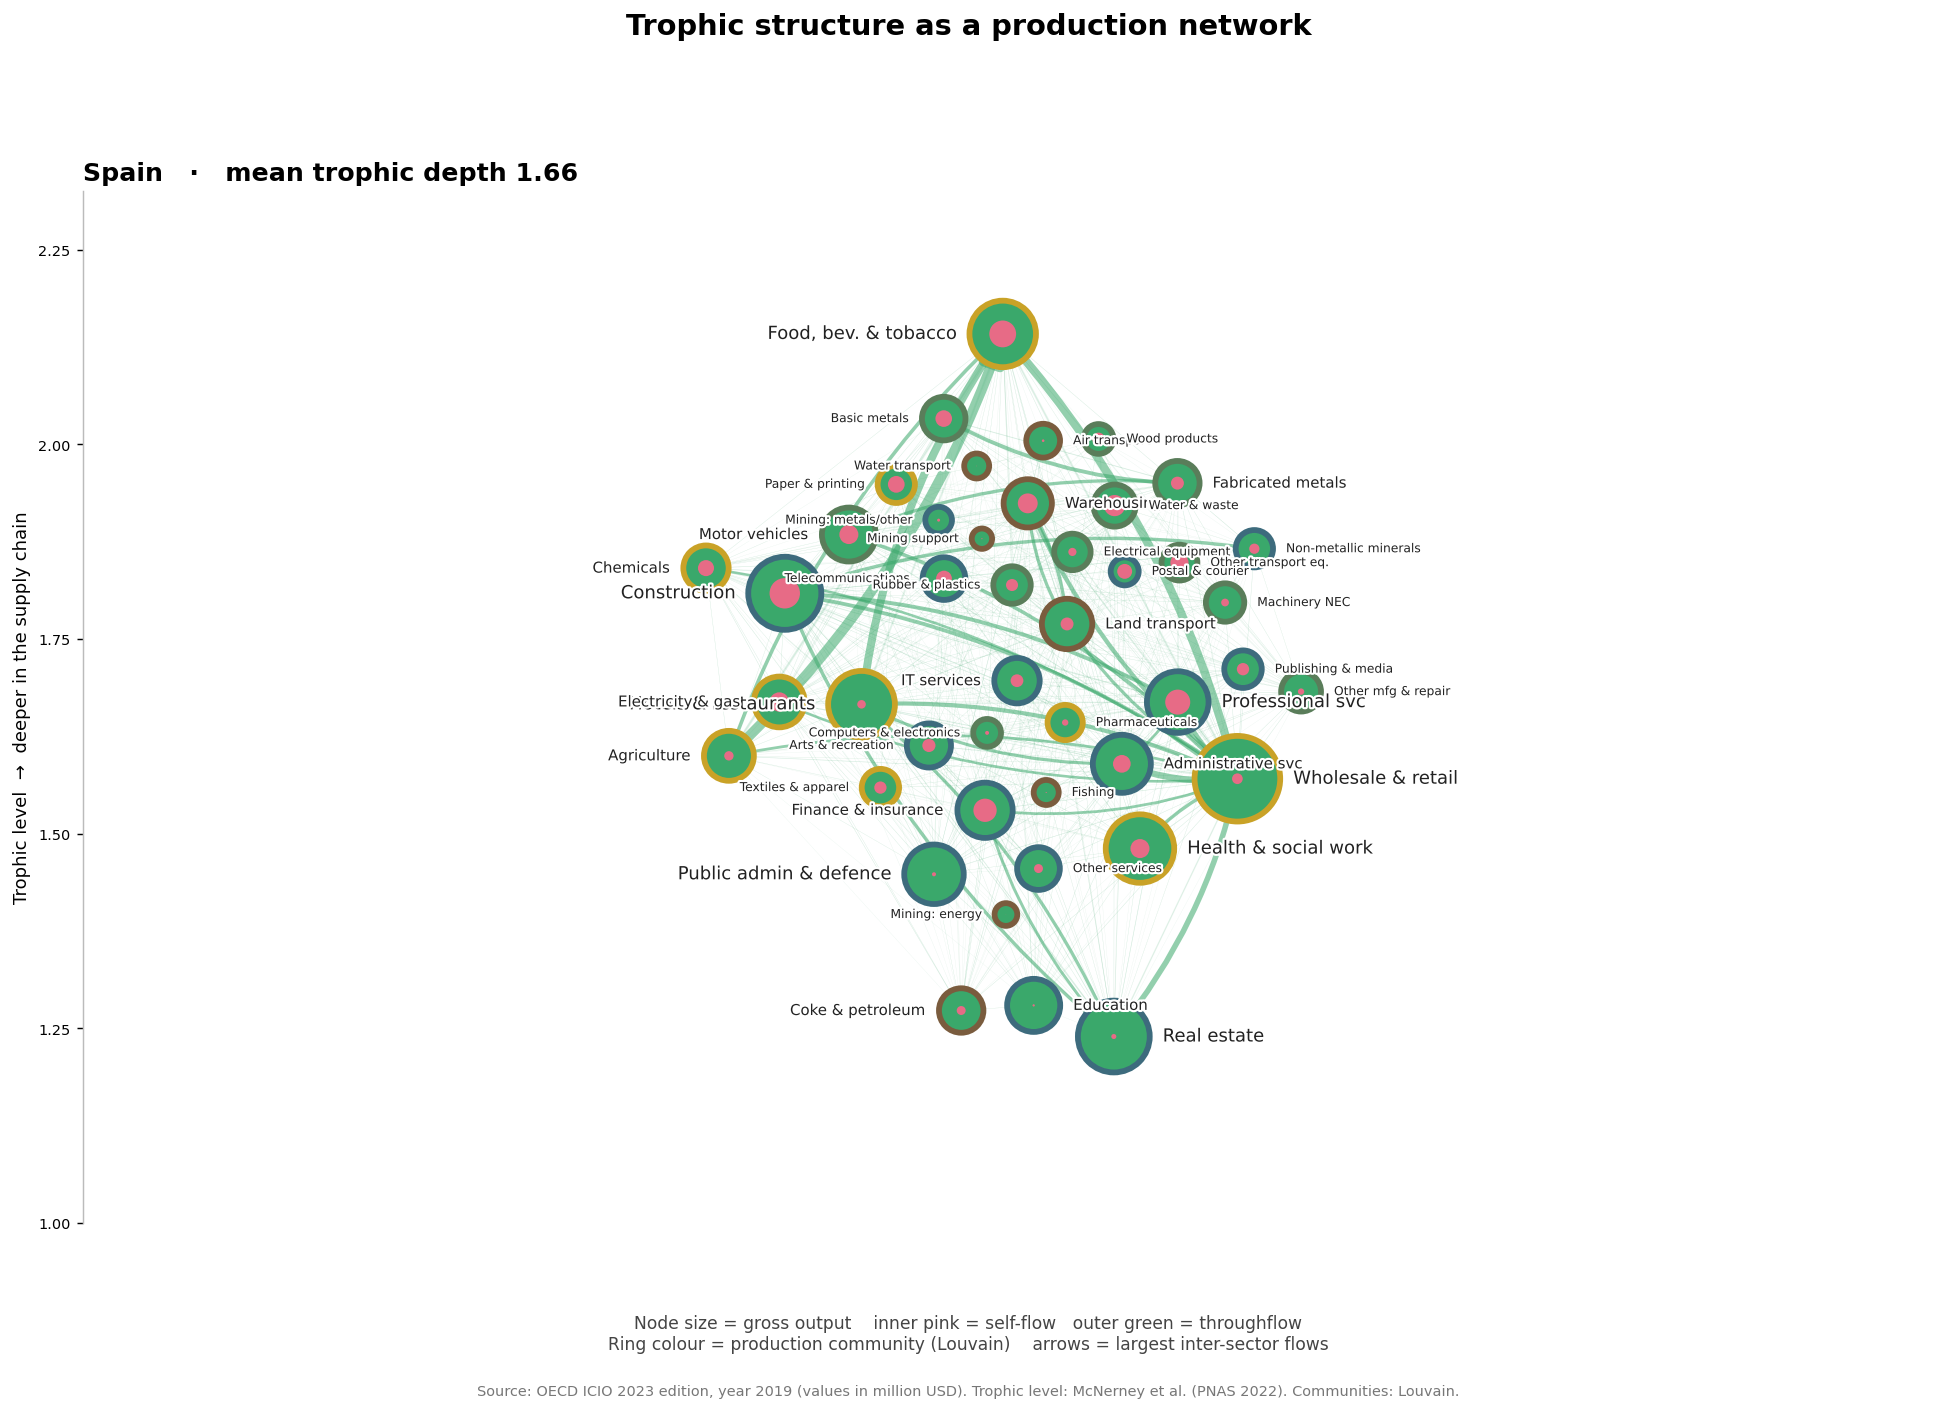 Trophic structure as a production network
Spain · mean trophic depth 1.66
Trophic level → deeper in the supply chain
2.25
2.00
1.75
1.50
1.25
1.00
Food, bev. & tobacco
Basic metals
Air trans
Wood products
Water transport
Paper & printing
Fabricated metals
Warehousin
Water & waste
Mining: metals/other
Motor vehicles
Mining support
Electrical equipment
Non-metallic minerals
Other transport eq.
Chemicals
Postal & courier
Telecommunications
Rubber & plastics
Construction
Machinery NEC
Land transport
Publishing & media
IT services
Other mfg & repair
Electricity & gas
taurants
Professional svc
Pharmaceuticals
Computers & electronics
Arts & recreation
Agriculture
Administrative svc
Wholesale & retail
Textiles & apparel
Fishing
Finance & insurance
Health & social work
Other services
Public admin & defence
Mining: energy
Education
Coke & petroleum
Real estate
Node size = gross output inner pink = self-flow outer green = throughflow
Ring colour = production community (Louvain) arrows = largest inter-sector flows
Source: OECD ICIO 2023 edition, year 2019 (values in million USD). Trophic level: McNerney et al. (PNAS 2022). Communities: Louvain.